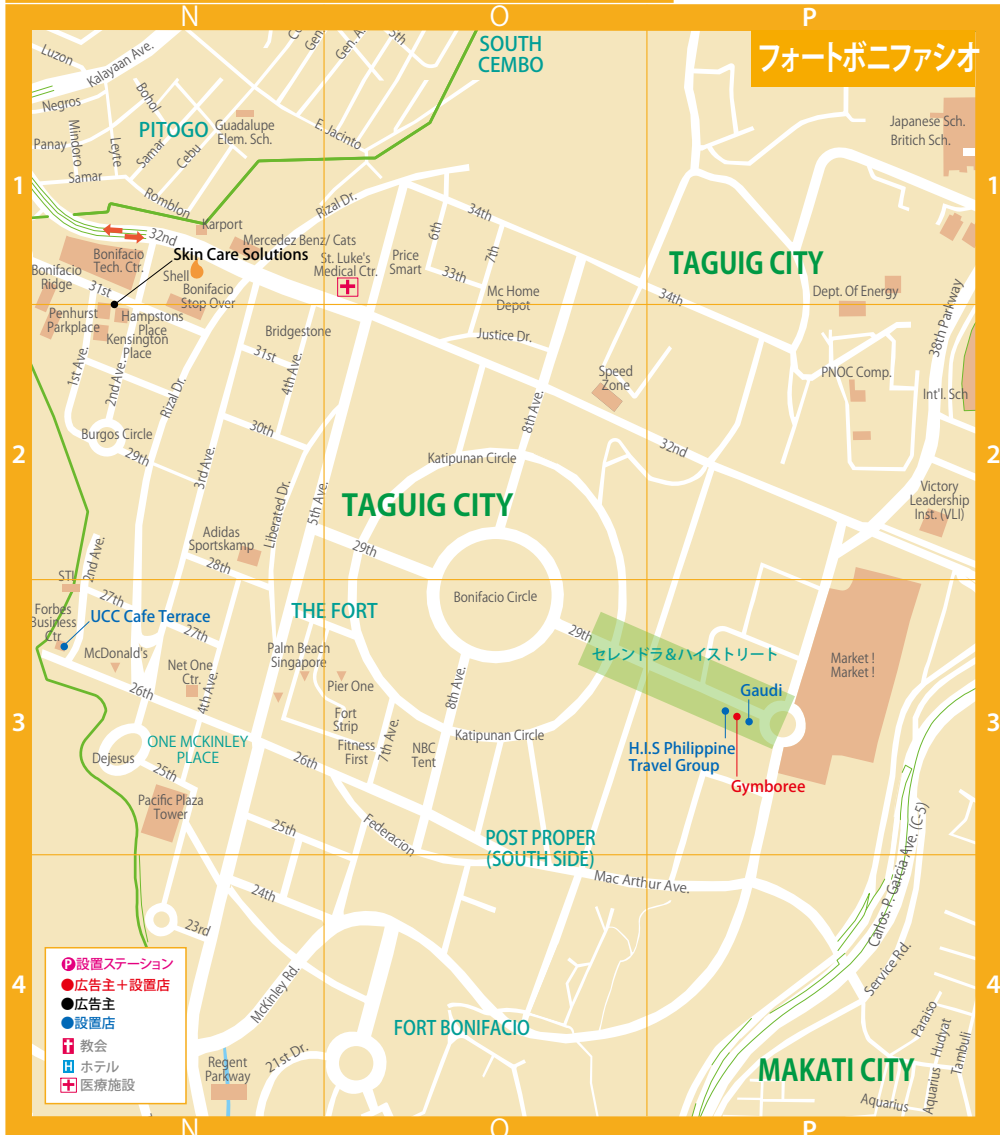 N
O
P
フォートボニファシオ
SOUTH
CEMBO
5th
Gen. A
Gen.
Luzon
Kalayaan Ave.
Negros
Bohol
PITOGO
Guadalupe
Elem. Sch.
E. Jacinto
Japanese Sch.
Britich Sch.
Mindoro
Panay
Leyte
Samar
Cebu
Samar
1
1
Romblon
Rizal Dr.
34th
Karport
6th
32nd
Mercedez Benz/ Cats
7th
Skin Care Solutions
St. Luke's
Medical Ctr.
Price
Smart
TAGUIG CITY
Bonifacio
Tech. Ctr.
Bonifacio
Ridge
Shell
33th
31st
Bonifacio
Stop Over
Mc Home
Depot
34th
Dept. Of Energy
Penhurst
Parkplace
Hampstons
Place
Kensington
Place
Bridgestone
Justice Dr.
38th Parkway
31st
1st Ave.
2nd Ave.
Rizal Dr.
4th Ave.
Speed
Zone
PNOC Comp.
Int'l. Sch
8th Ave.
30th
Burgos Circle
29th
3rd Ave.
32nd
2
2
Katipunan Circle
Victory
Leadership
Inst. (VLI)
Liberated Dr.
5th Ave.
TAGUIG CITY
Adidas
Sportskamp
29th
28th
2nd Ave.
STI
27th
Bonifacio Circle
Forbes
Business
Ctr
UCC Cafe Terrace
THE FORT
27th
29th
McDonald's
Palm Beach
Singapore
セレンドラ&ハイストリート
Market !
Market !
Net One
Ctr.
Pier One
8th Ave.
Gaudi
26th
4th Ave.
Fort
Strip
3
3
ONE MCKINLEY
PLACE
Fitness
First
7th Ave.
NBC
Tent
Katipunan Circle
H.I.S Philippine
Travel Group
Dejesus
26th
25th
Gymboree
Pacific Plaza
Tower
25th
Federacion
POST PROPER
(SOUTH SIDE)
Mac Arthur Ave.
Carlos. P. Garcia Ave. (C-5)
24th
23rd
Service Rd.
P設置ステーション
●広告主+設置店
●広告主
●設置店
教会
H ホテル
医療施設
4
4
McKinley Rd.
FORT BONIFACIO
Paraiso
Hudyat
Tambuli
Regent
Parkway
21st Dr.
MAKATI CITY
Aquarius
Aquarius
N
O
P